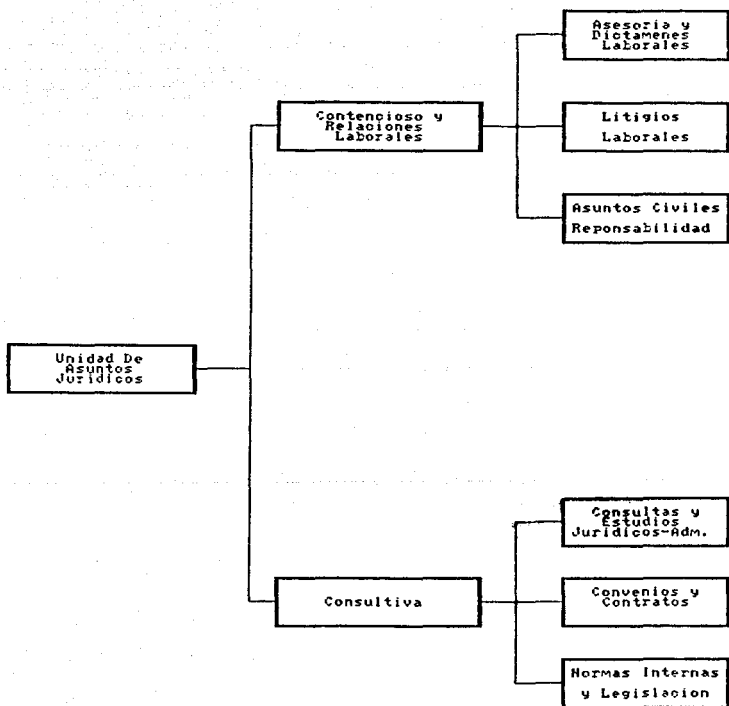 Asesoria y
Dictamenes
Laborales
Contencioso y
Relaciones
Laborales
Litigios
Laborales
Asuntos Civiles
Reponsabilidad
Unidad De
Asuntos
Juridicos
Consultas y
Estudios
Juridicos-Adm.
Consultiva
Convenios y
Contratos
Normas Internas
y Legislacion